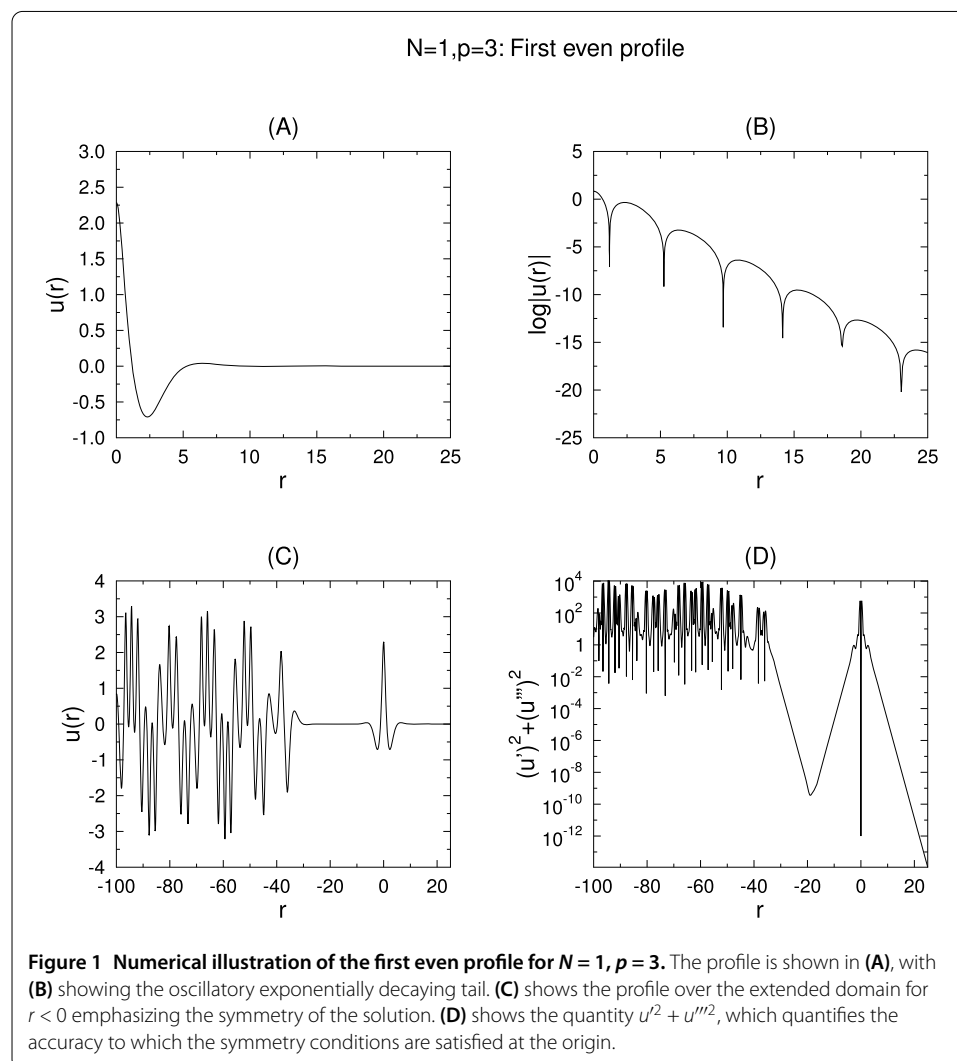 N=1,p=3: First even profile
(A)
3.0
2.5
2.0
1.5
1.0
0.5
0.0
-0.5
-1.0
u(r)
0 5 10 15 20 25
r
(B)
5
0
-5
-10
-15
-20
-25
log|u(r)|
0 5 10 15 20 25
r
(C)
4
3
2
1
0
-1
-2
-3
-4
u(r)
-100 -80 -60 -40 -20 0 20
r
(D)
10^4
10^2
1
10^-2
10^-4
10^-6
10^-8
10^-10
10^-12
(u')^2+(u''')^2
-100 -80 -60 -40 -20 0 20
r
Figure 1 Numerical illustration of the first even profile for N = 1, p = 3. The profile is shown in (A), with
(B) showing the oscillatory exponentially decaying tail. (C) shows the profile over the extended domain for
r < 0 emphasizing the symmetry of the solution. (D) shows the quantity u′² + u‴², which quantifies the
accuracy to which the symmetry conditions are satisfied at the origin.